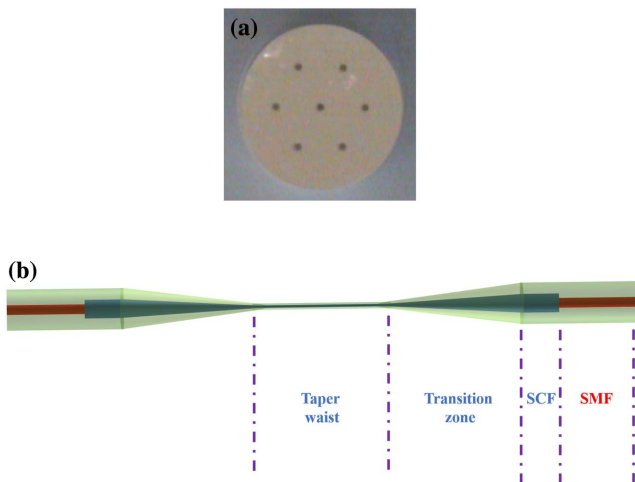 (a)
(b)
Taper
waist
Transition
zone
SCF
SMF